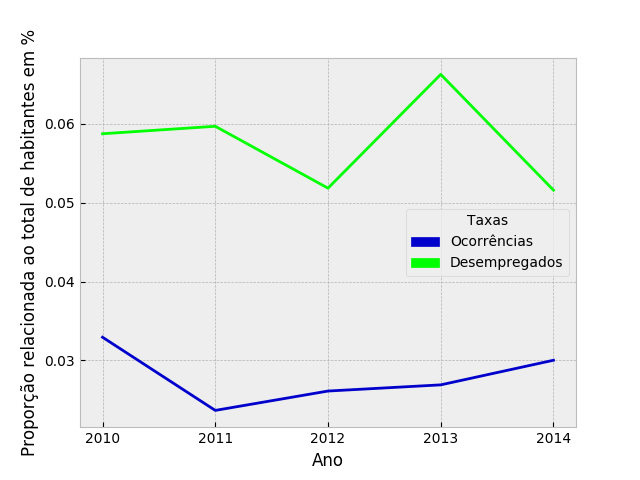 Proporção relacionada ao total de habitantes em %
0.06
0.05
0.04
0.03
Taxas
Ocorrências
Desempregados
2010 2011 2012 2013 2014
Ano